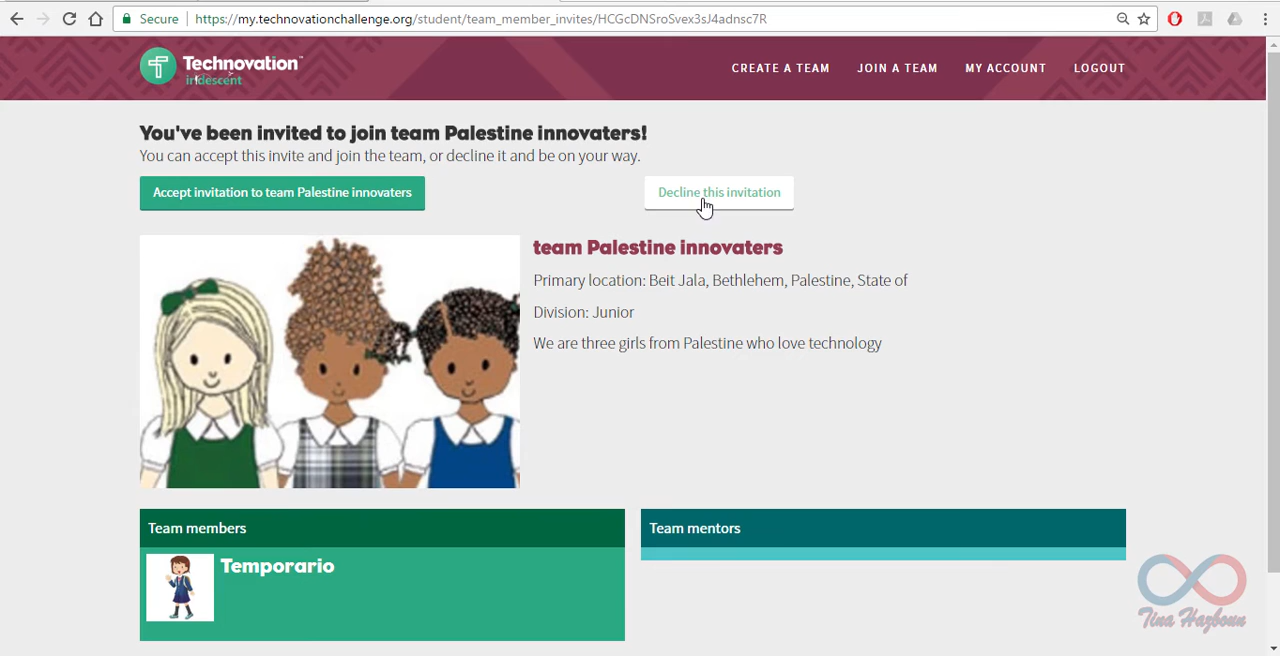 Secure
https://my.technovationchallenge.org/student/team_member_invites/HCGcDNSroSvex3sJ4adnsc7R
Technovation™
iridescent
CREATE A TEAM JOIN A TEAM MY ACCOUNT LOGOUT
You've been invited to join team Palestine innovaters!
You can accept this invite and join the team, or decline it and be on your way.
Accept invitation to team Palestine innovaters Decline this invitation
team Palestine innovaters
Primary location: Beit Jala, Bethlehem, Palestine, State of
Division: Junior
We are three girls from Palestine who love technology
Team members
Temporario
Team mentors
Tina Hazboun